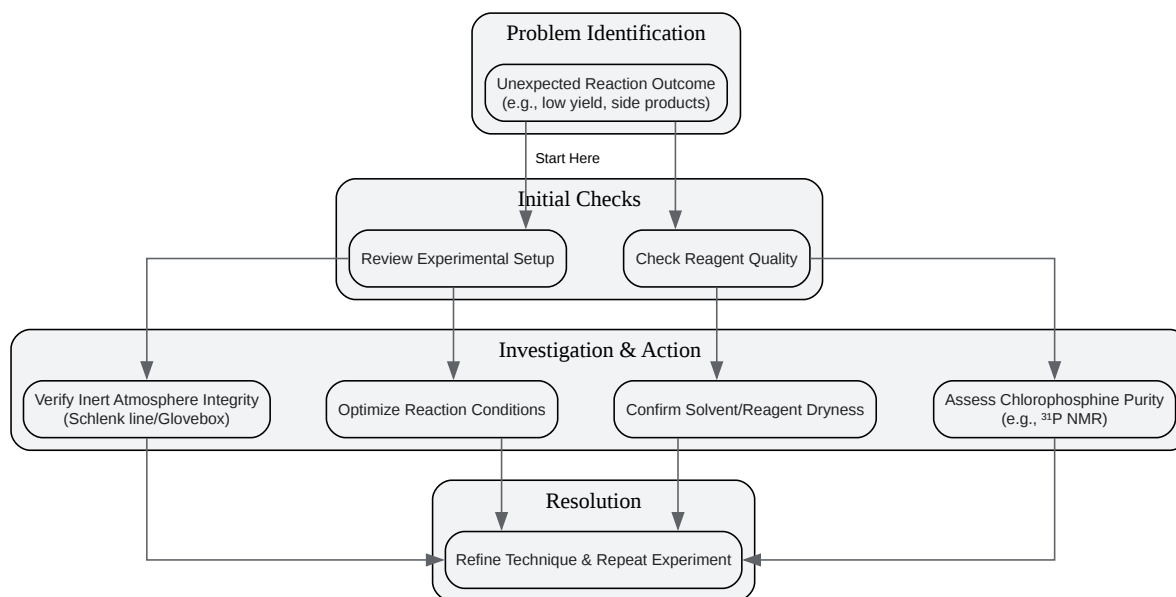 Problem Identification
Unexpected Reaction Outcome
(e.g., low yield, side products)
Start Here
Initial Checks
Review Experimental Setup
Check Reagent Quality
Investigation & Action
Verify Inert Atmosphere Integrity
(Schlenk line/Glovebox)
Optimize Reaction Conditions
Confirm Solvent/Reagent Dryness
Assess Chlorophosphine Purity
(e.g., ³¹P NMR)
Resolution
Refine Technique & Repeat Experiment